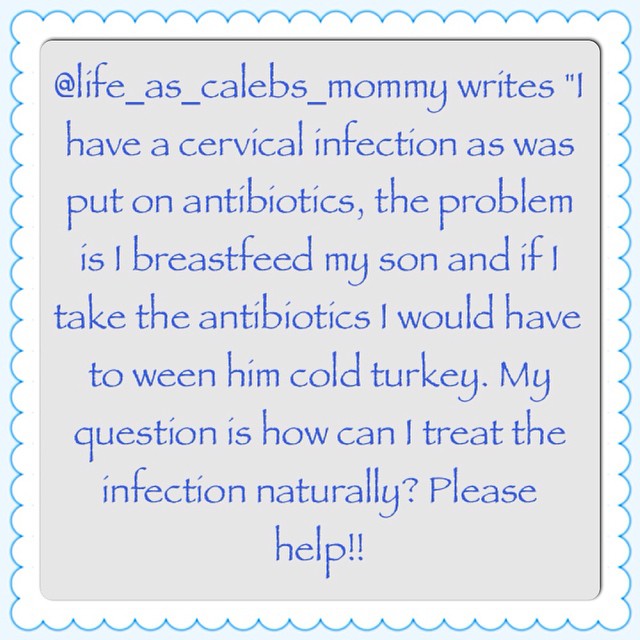 @life_as_calebs_mommy writes "I
have a cervical infection as was
put on antibiotics, the problem
is I breastfeed my son and if I
take the antibiotics I would have
to ween him cold turkey. My
question is how can I treat the
infection naturally? Please
help!!